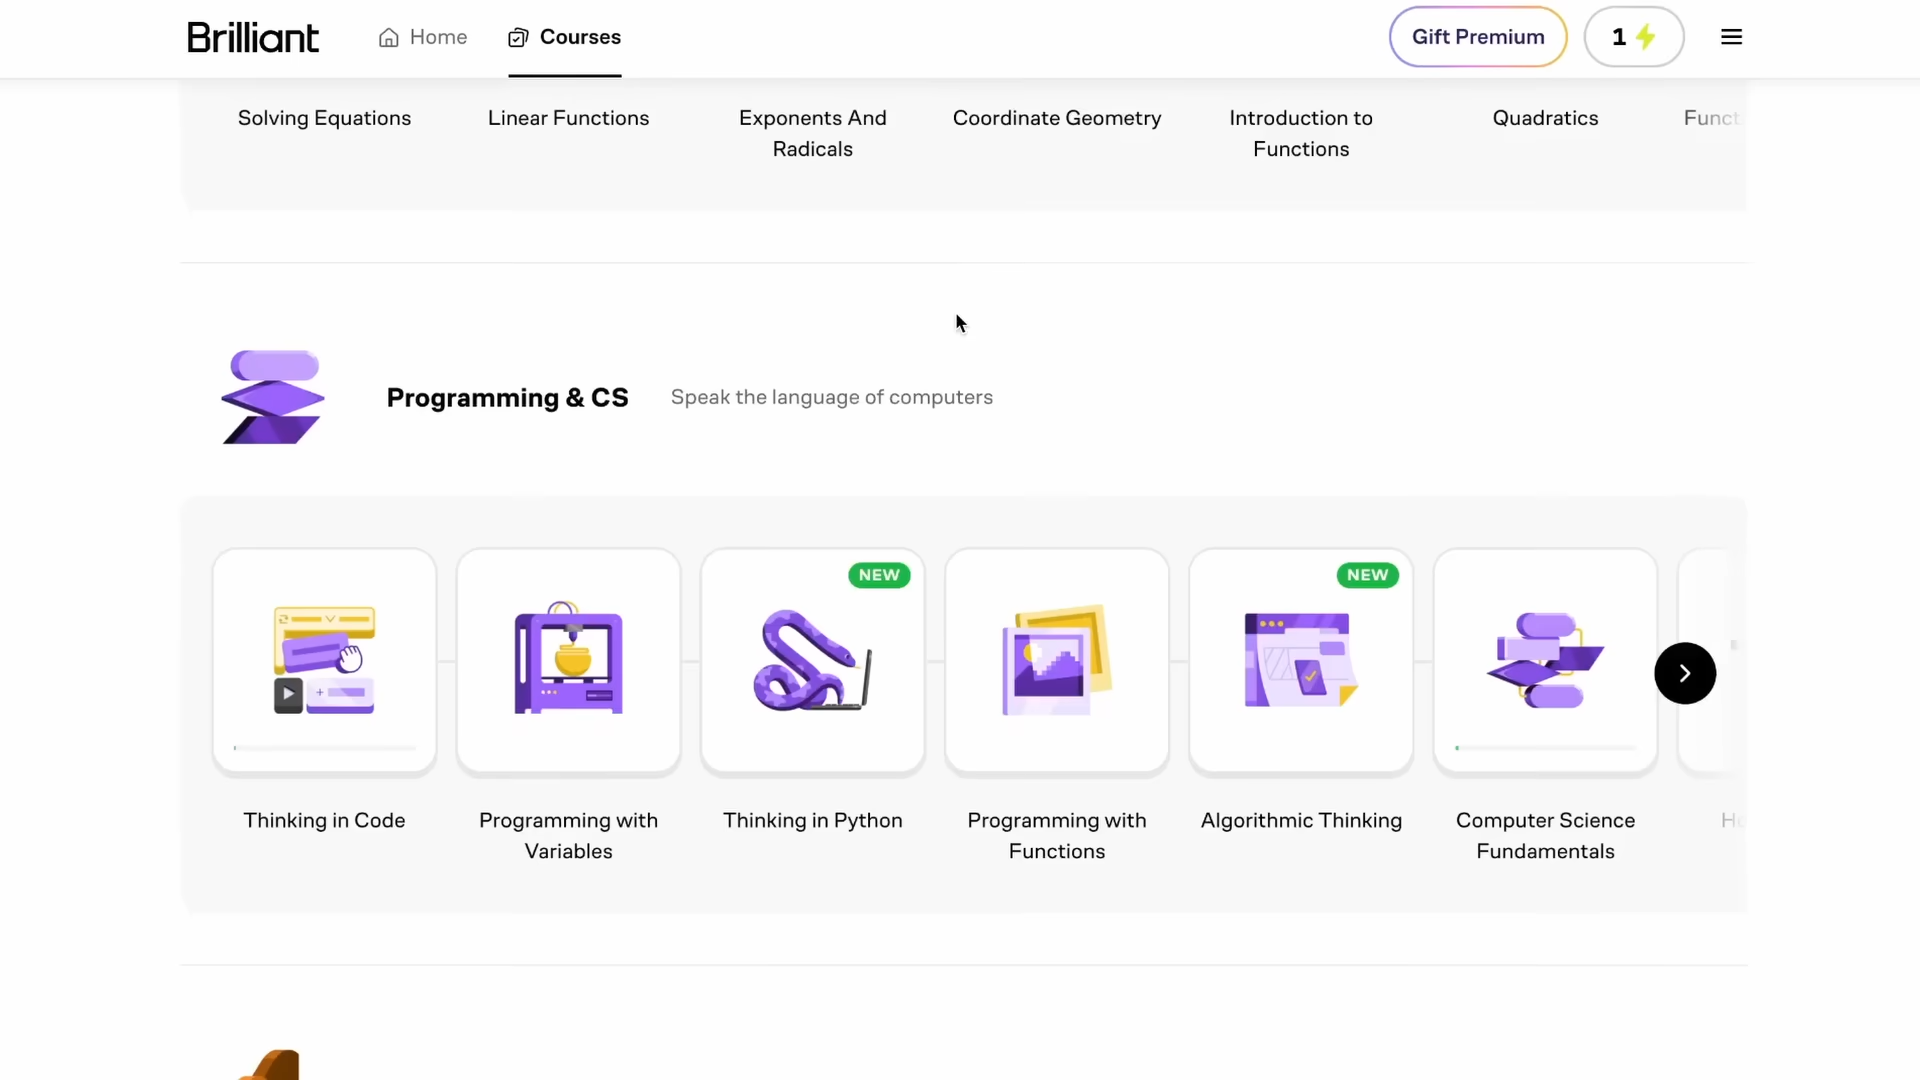 Brilliant Home Courses Gift Premium 1
Solving Equations Linear Functions Exponents And Coordinate Geometry Introduction to Quadratics Funct
Radicals Functions
Programming & CS Speak the language of computers
NEW NEW
Thinking in Code Programming with Thinking in Python Programming with Algorithmic Thinking Computer Science
Variables Functions Fundamentals